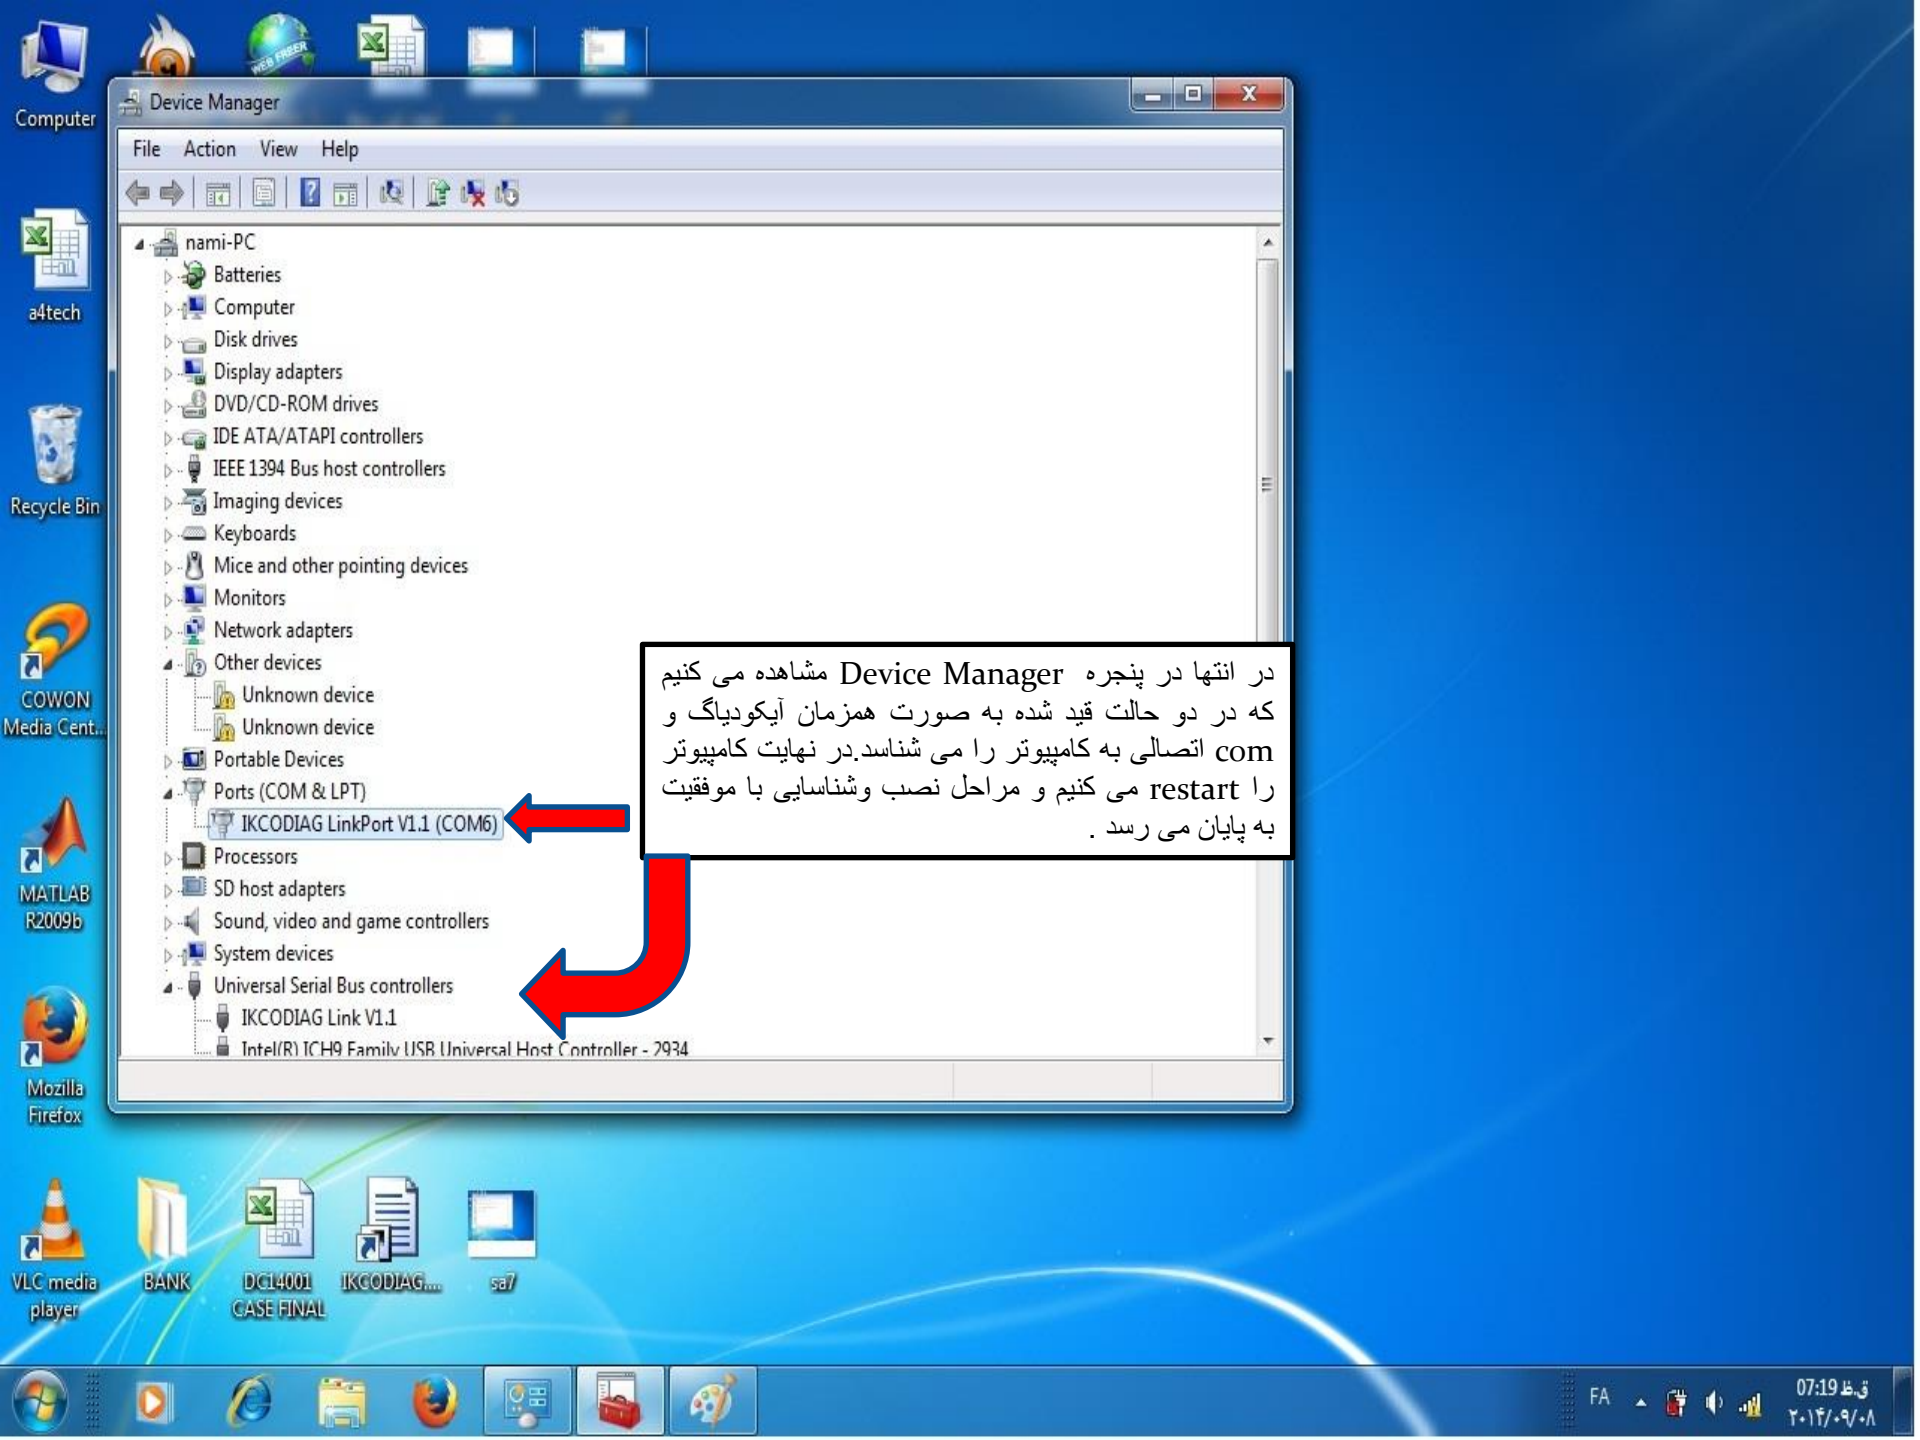 Computer
Device Manager
File Action View Help
nami-PC
Batteries
Computer
Disk drives
Display adapters
DVD/CD-ROM drives
IDE ATA/ATAPI controllers
IEEE 1394 Bus host controllers
Imaging devices
Keyboards
Mice and other pointing devices
Monitors
Network adapters
Other devices
Unknown device
Unknown device
Portable Devices
Ports (COM & LPT)
IKCODIAG LinkPort V1.1 (COM6)
Processors
SD host adapters
Sound, video and game controllers
System devices
Universal Serial Bus controllers
IKCODIAG Link V1.1
Intel(R) ICH9 Family USB Universal Host Controller - 2934
در انتها در پنجره Device Manager مشاهده می کنیم
که در دو حالت قید شده به صورت همزمان آیکودیاگ و
com اتصالی به کامپیوتر را می شناسد.در نهایت کامپیوتر
را restart می کنیم و مراحل نصب وشناسایی با موفقیت
به پایان می رسد .
WEB FREER
a4tech
Recycle Bin
COWON
Media Cent...
MATLAB
R2009b
Mozilla
Firefox
VLC media
player
BANK
DC14001
CASE FINAL
IKCODIAG....
sa7
FA
07:19 ق.ظ
۲۰۱۴/۰۹/۰۸